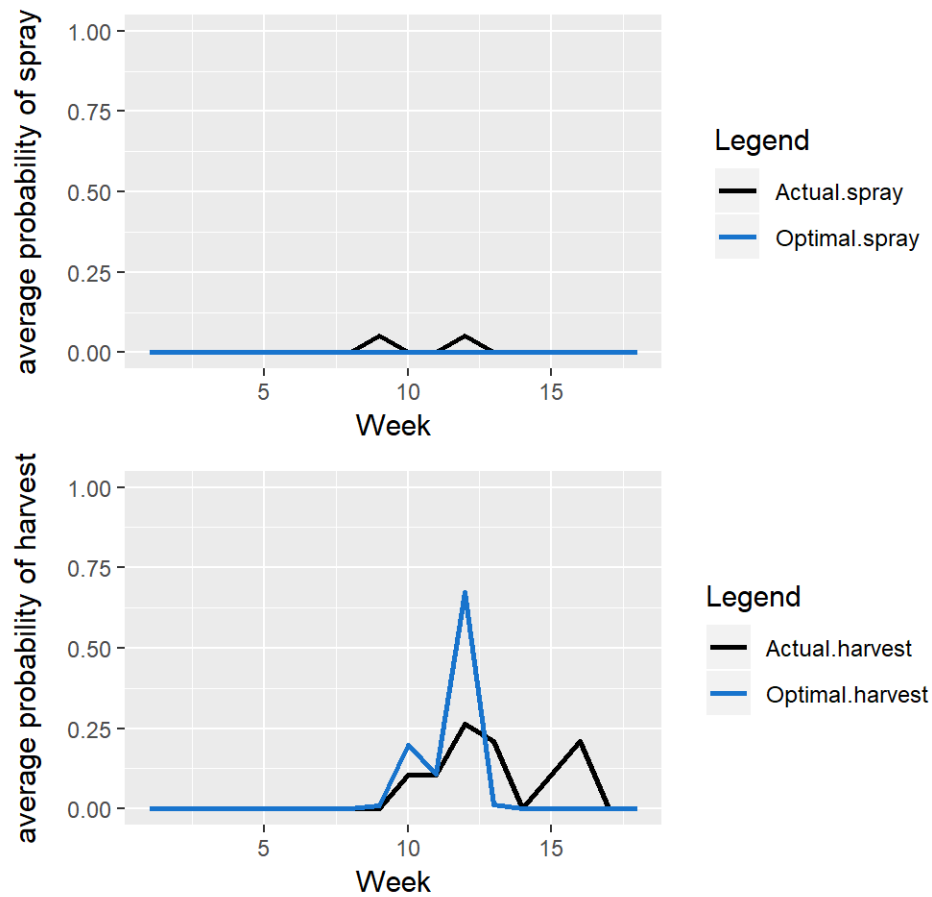 average probability of spray
1.00
0.75
0.50
0.25
0.00
5
10
15
Week
Legend
Actual.spray
Optimal.spray
average probability of harvest
1.00
0.75
0.50
0.25
0.00
5
10
15
Week
Legend
Actual.harvest
Optimal.harvest